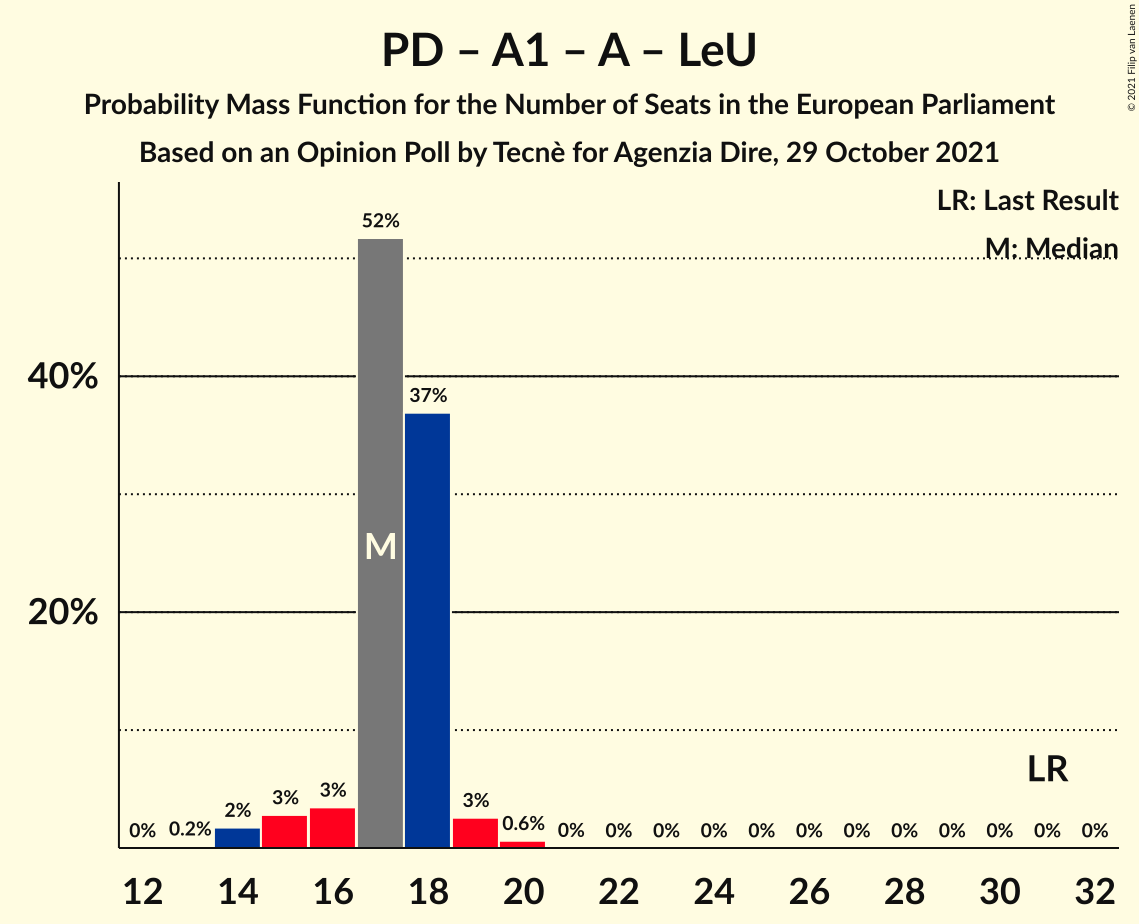 PD – A1 – A – LeU
Probability Mass Function for the Number of Seats in the European Parliament
Based on an Opinion Poll by Tecnè for Agenzia Dire, 29 October 2021
© 2021 Filip van Laenen
LR: Last Result
M: Median
52%
40%
37%
M
20%
LR
0% 0.2% 2% 3% 3% 3% 0.6% 0% 0% 0% 0% 0% 0% 0% 0% 0% 0% 0% 0%
12 14 16 18 20 22 24 26 28 30 32